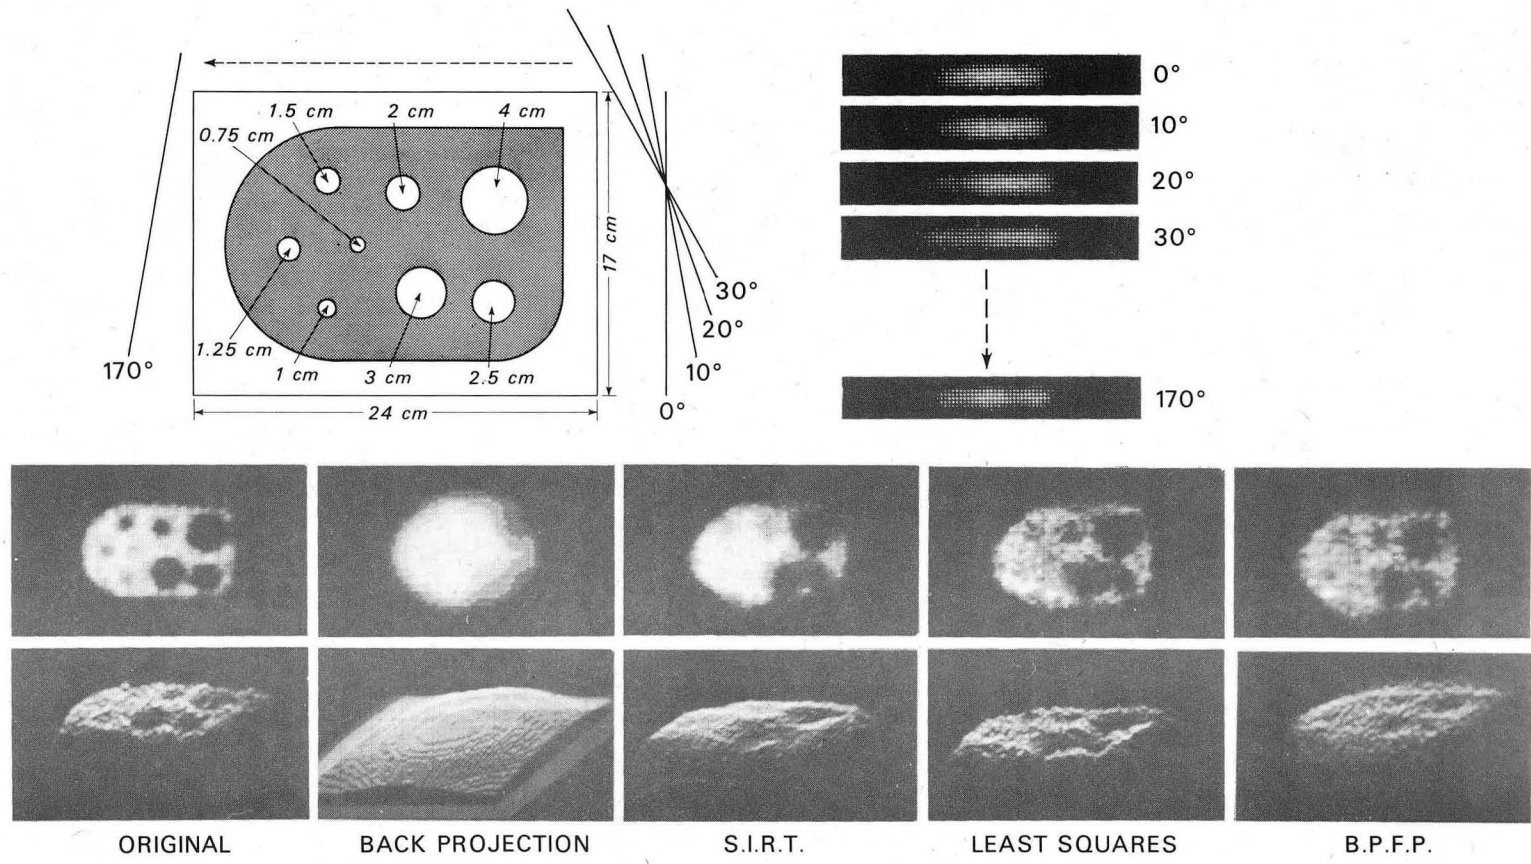 1.5 cm
2 cm
4 cm
0.75 cm
17 cm
1.25 cm
1 cm
3 cm
2.5 cm
24 cm
170°
30°
20°
10°
0°
0°
10°
20°
30°
170°
ORIGINAL
BACK PROJECTION
S.I.R.T.
LEAST SQUARES
B.P.F.P.